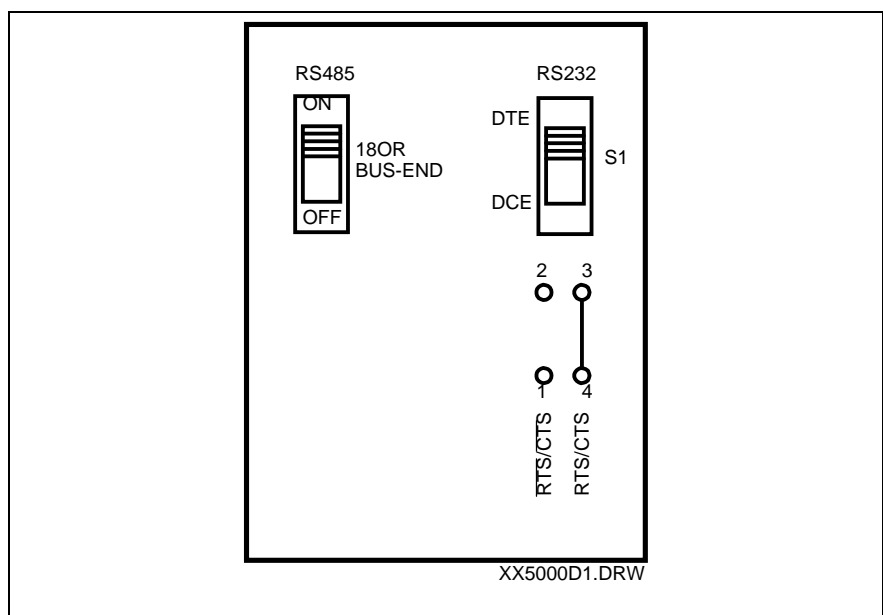 RS485
ON
18OR
BUS-END
OFF
RS232
DTE
DCE
S1
2 3
1 4
RTS/CTS
RTS/CTS
XX5000D1.DRW